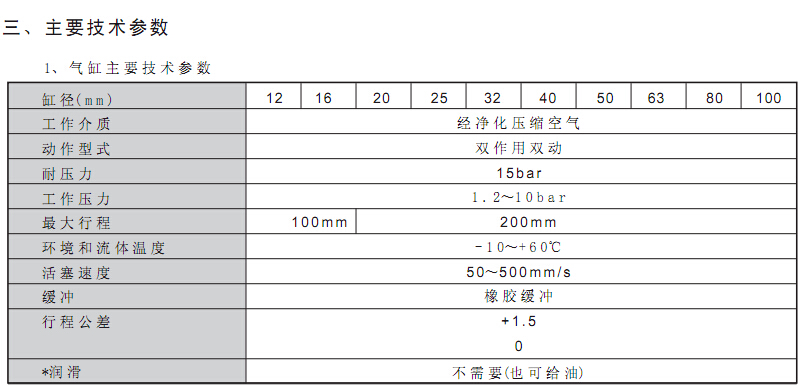 三、主要技术参数
1、气缸主要技术参数
缸径(mm) 12 16 20 25 32 40 50 63 80 100
工作介质 经净化压缩空气
动作型式 双作用双动
耐压力 15bar
工作压力 1.2～10bar
最大行程 100mm 200mm
环境和流体温度 -10～+60℃
活塞速度 50～500mm/s
缓冲 橡胶缓冲
行程公差 +1.5
0
*润滑 不需要(也可给油)